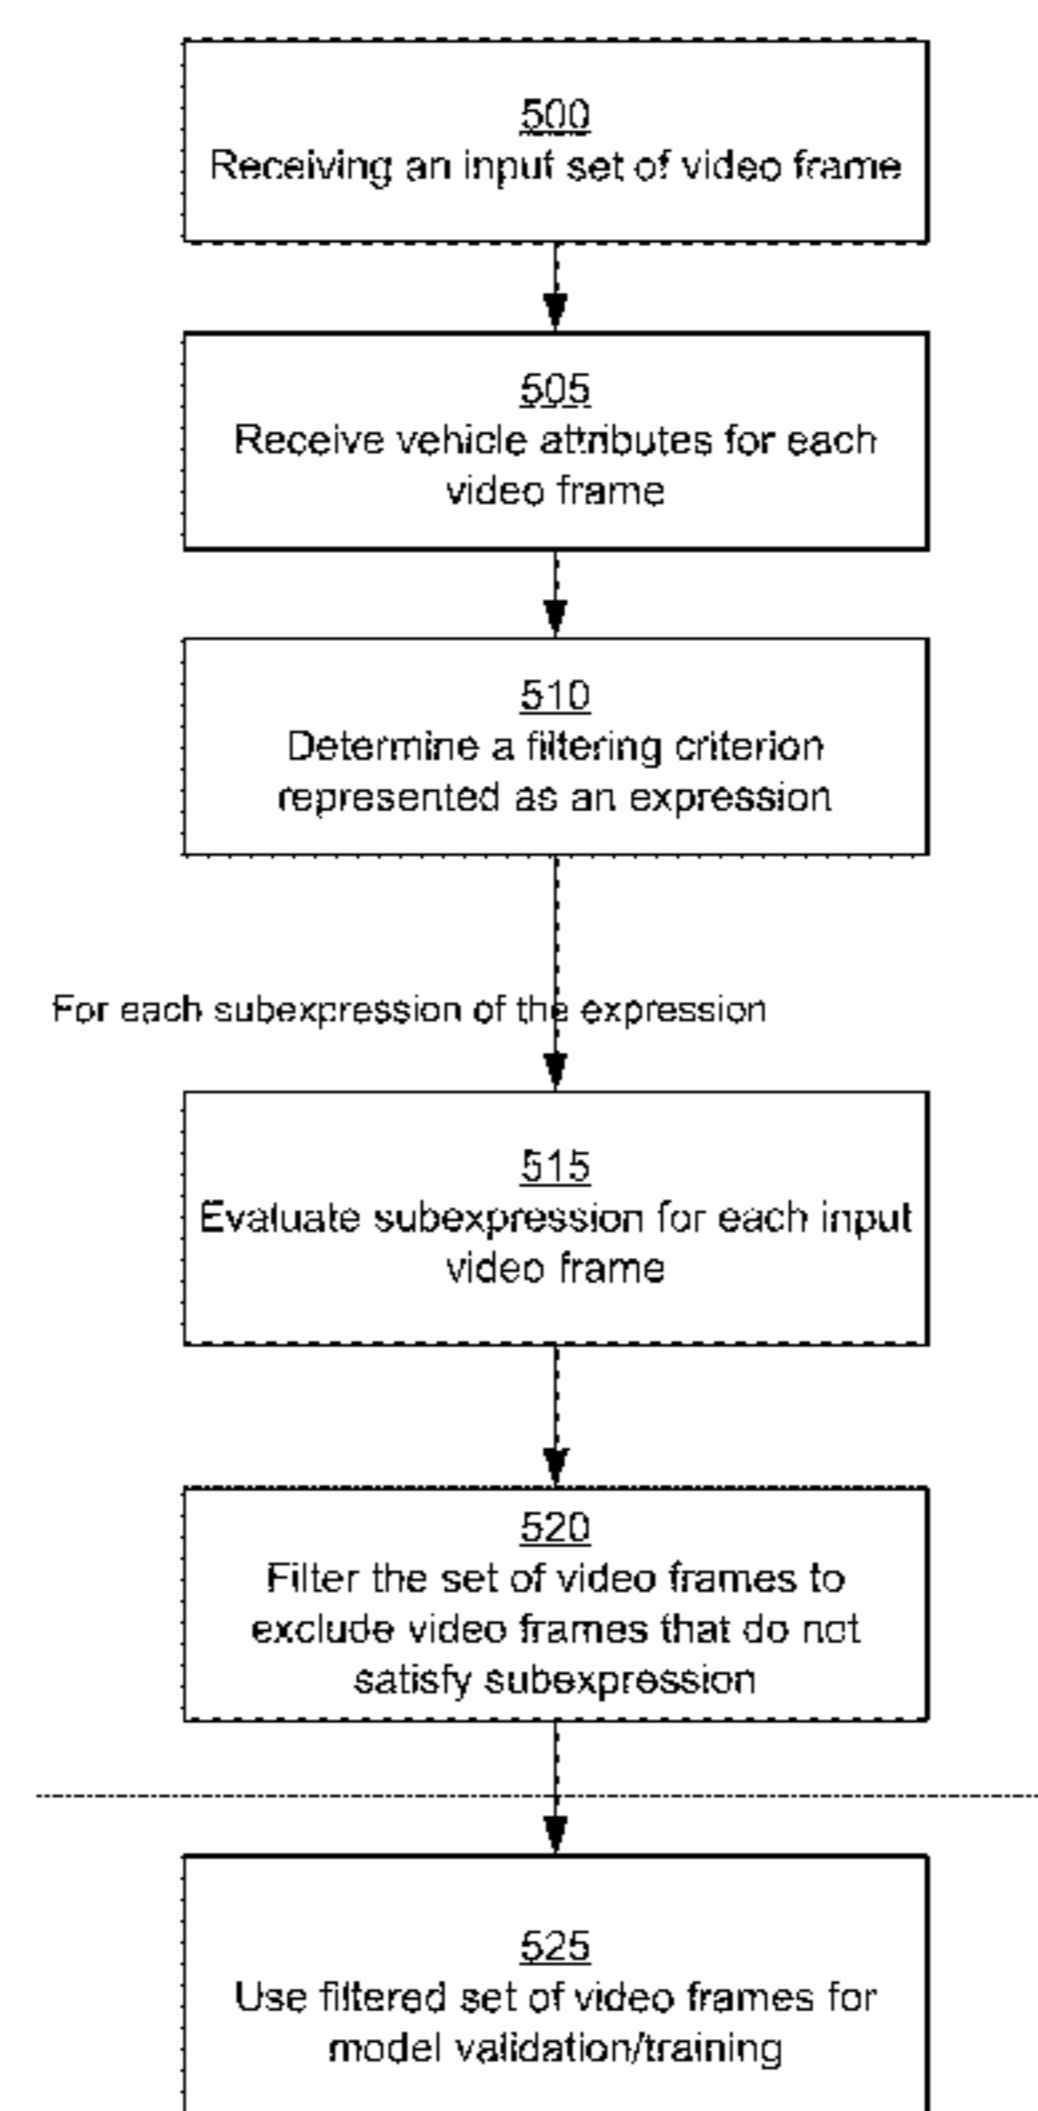 500
Receiving an input set of video frame
505
Receive vehicle attributes for each
video frame
510
Determine a filtering criterion
represented as an expression
For each subexpression of the expression
515
Evaluate subexpression for each input
video frame
520
Filter the set of video frames to
exclude video frames that do not
satisfy subexpression
525
Use filtered set of video frames for
model validation/training